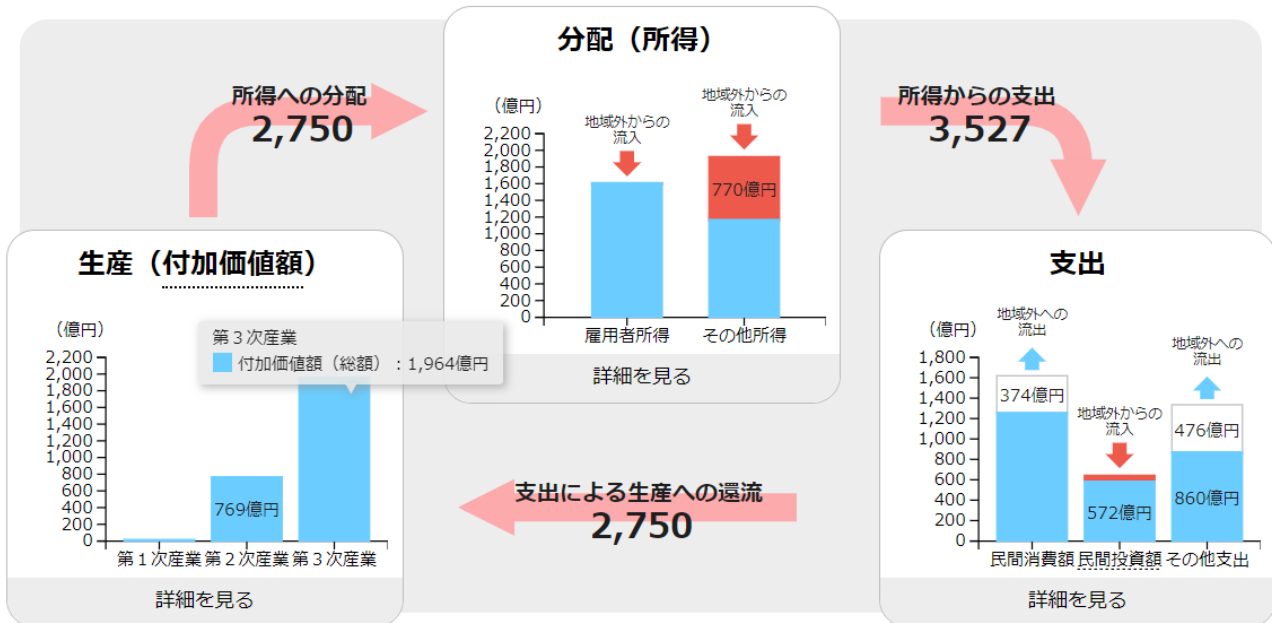 分配（所得）
所得への分配
2,750
所得からの支出
3,527
（億円）
2,200
2,000
1,800
1,600
1,400
1,200
1,000
800
600
400
200
0
地域外からの
流入
地域外からの
流入
770億円
雇用者所得
その他所得
詳細を見る
生産（付加価値額）
（億円）
2,200
2,000
1,800
1,600
1,400
1,200
1,000
800
600
400
200
0
第３次産業
付加価値額（総額）：1,964億円
769億円
第１次産業
第２次産業
第３次産業
詳細を見る
支出による生産への還流
2,750
支出
（億円）
1,800
1,600
1,400
1,200
1,000
800
600
400
200
0
地域外への
流出
374億円
地域外からの
流入
572億円
地域外への
流出
476億円
860億円
民間消費額
民間投資額
その他支出
詳細を見る